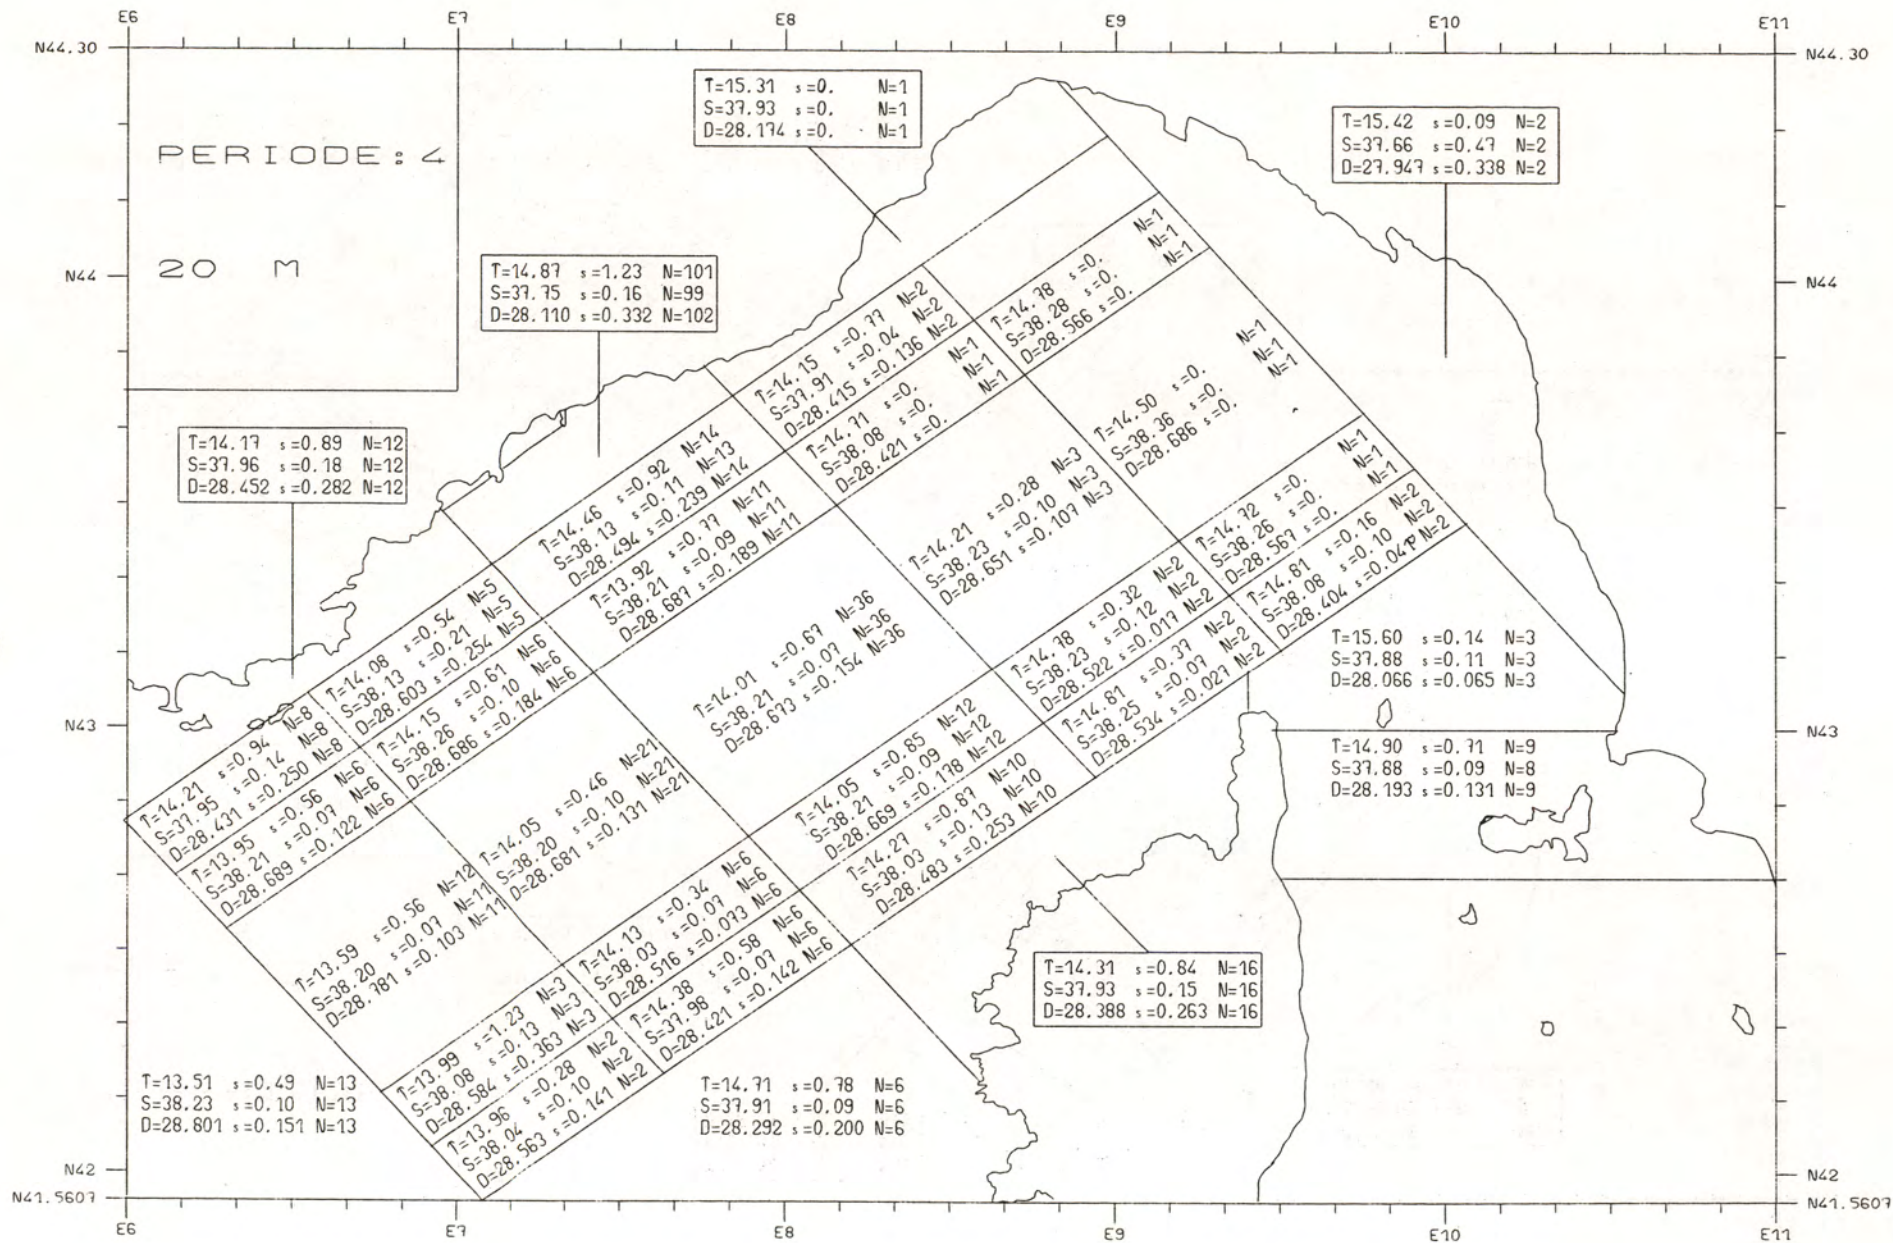 E6 E7 E8 E9 E10 E11
N44.30 N44.30
PERIODE: 4
20 M
T=15.31 s=0. N=1
S=37.93 s=0. N=1
D=28.174 s=0. N=1
T=15.42 s=0.09 N=2
S=37.66 s=0.47 N=2
D=27.947 s=0.338 N=2
N44 N44
T=14.87 s=1.23 N=101
S=37.75 s=0.16 N=99
D=28.110 s=0.332 N=102
T=14.17 s=0.89 N=12
S=37.96 s=0.18 N=12
D=28.452 s=0.282 N=12
T=14.78 s=0. N=1
S=38.28 s=0. N=1
D=28.566 s=0. N=1
T=14.15 s=0.77 N=2
S=37.91 s=0.04 N=2
D=28.415 s=0.136 N=2
T=14.71 s=0. N=1
S=38.08 s=0. N=1
D=28.421 s=0. N=1
T=14.50 s=0. N=1
S=38.36 s=0. N=1
D=28.686 s=0. N=1
T=14.46 s=0.92 N=14
S=38.13 s=0.11 N=13
D=28.494 s=0.239 N=14
T=13.92 s=0.77 N=11
S=38.21 s=0.09 N=11
D=28.687 s=0.189 N=11
T=14.21 s=0.28 N=3
S=38.23 s=0.10 N=3
D=28.651 s=0.107 N=3
T=14.72 s=0. N=1
S=38.26 s=0. N=1
D=28.567 s=0. N=1
T=14.81 s=0.16 N=2
S=38.08 s=0.10 N=2
D=28.404 s=0.041 N=2
T=14.08 s=0.54 N=5
S=38.13 s=0.21 N=5
D=28.603 s=0.254 N=5
T=14.15 s=0.61 N=6
S=38.26 s=0.10 N=6
D=28.686 s=0.184 N=6
T=14.01 s=0.67 N=36
S=38.21 s=0.07 N=36
D=28.673 s=0.154 N=36
T=14.78 s=0.32 N=2
S=38.23 s=0.12 N=2
D=28.522 s=0.017 N=2
T=14.81 s=0.37 N=2
S=38.25 s=0.07 N=2
D=28.534 s=0.027 N=2
T=15.60 s=0.14 N=3
S=37.88 s=0.11 N=3
D=28.066 s=0.065 N=3
N43 N43
T=14.90 s=0.71 N=9
S=37.88 s=0.09 N=8
D=28.193 s=0.131 N=9
T=14.21 s=0.94 N=8
S=37.95 s=0.14 N=8
D=28.431 s=0.250 N=8
T=13.95 s=0.56 N=6
S=38.21 s=0.07 N=6
D=28.689 s=0.122 N=6
T=14.05 s=0.46 N=21
S=38.20 s=0.10 N=21
D=28.681 s=0.131 N=21
T=14.05 s=0.85 N=12
S=38.21 s=0.09 N=12
D=28.669 s=0.178 N=12
T=14.27 s=0.87 N=10
S=38.03 s=0.13 N=10
D=28.483 s=0.253 N=10
T=13.59 s=0.56 N=12
S=38.20 s=0.07 N=11
D=28.781 s=0.103 N=11
T=14.13 s=0.34 N=6
S=38.03 s=0.07 N=6
D=28.516 s=0.073 N=6
T=14.38 s=0.58 N=6
S=37.98 s=0.07 N=6
D=28.421 s=0.142 N=6
T=14.31 s=0.84 N=16
S=37.93 s=0.15 N=16
D=28.388 s=0.263 N=16
T=13.99 s=1.23 N=3
S=38.08 s=0.13 N=3
D=28.584 s=0.363 N=3
T=13.96 s=0.28 N=2
S=38.04 s=0.10 N=2
D=28.563 s=0.141 N=2
T=13.51 s=0.49 N=13
S=38.23 s=0.10 N=13
D=28.801 s=0.151 N=13
T=14.71 s=0.78 N=6
S=37.91 s=0.09 N=6
D=28.292 s=0.200 N=6
N42 N42
N41.5607 N41.5607
E6 E7 E8 E9 E10 E11